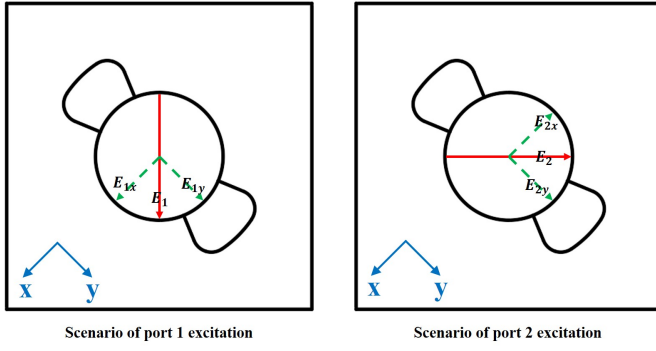 E1x E1y E1
x y
Scenario of port 1 excitation
E2x
E2
E2y
x y
Scenario of port 2 excitation